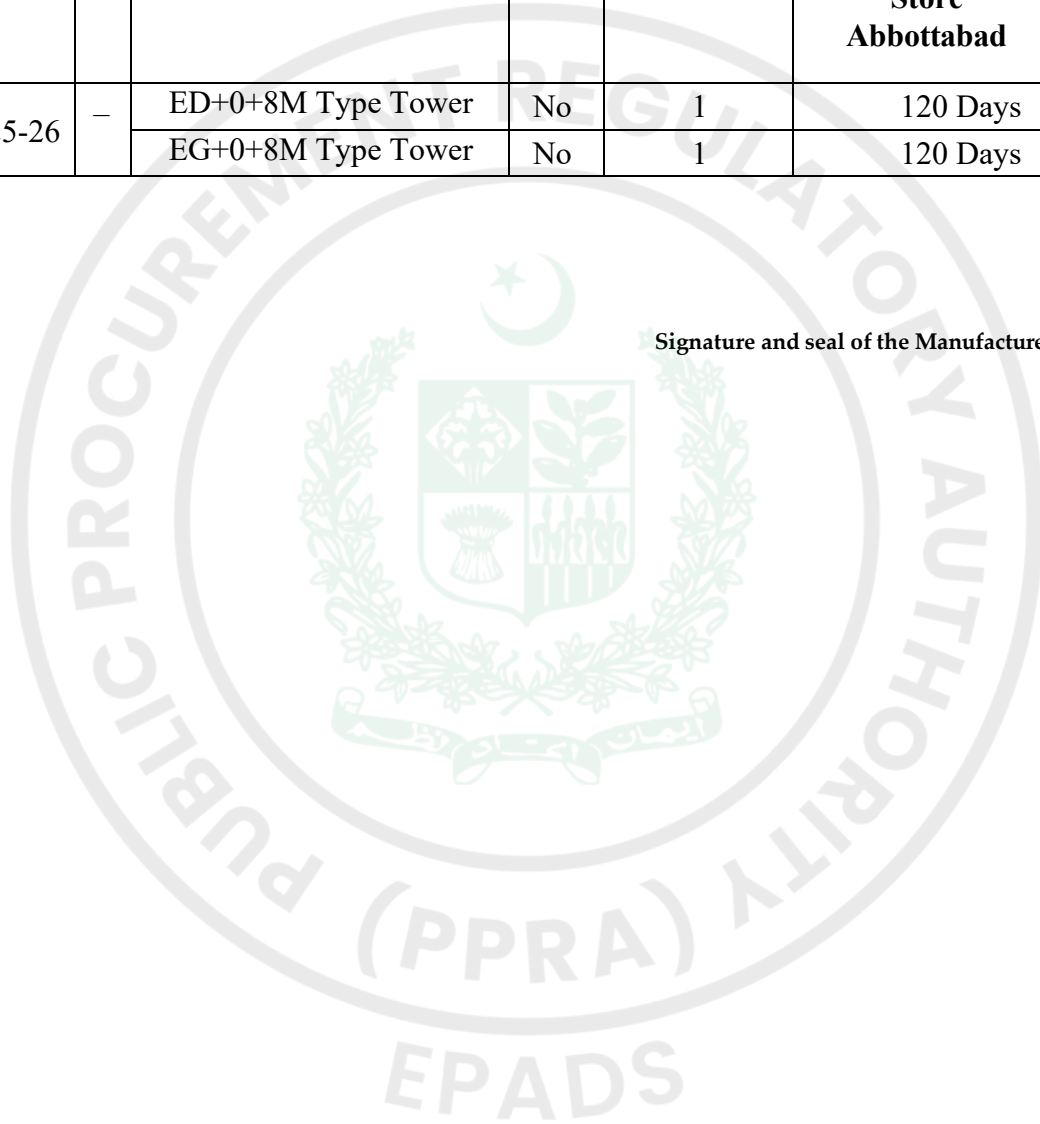 Store
Abbottabad
5-26 – ED+0+8M Type Tower No 1 120 Days
EG+0+8M Type Tower No 1 120 Days
Signature and seal of the Manufacture
PUBLIC PROCUREMENT REGULATORY AUTHORITY
(PPRA)
EPADS